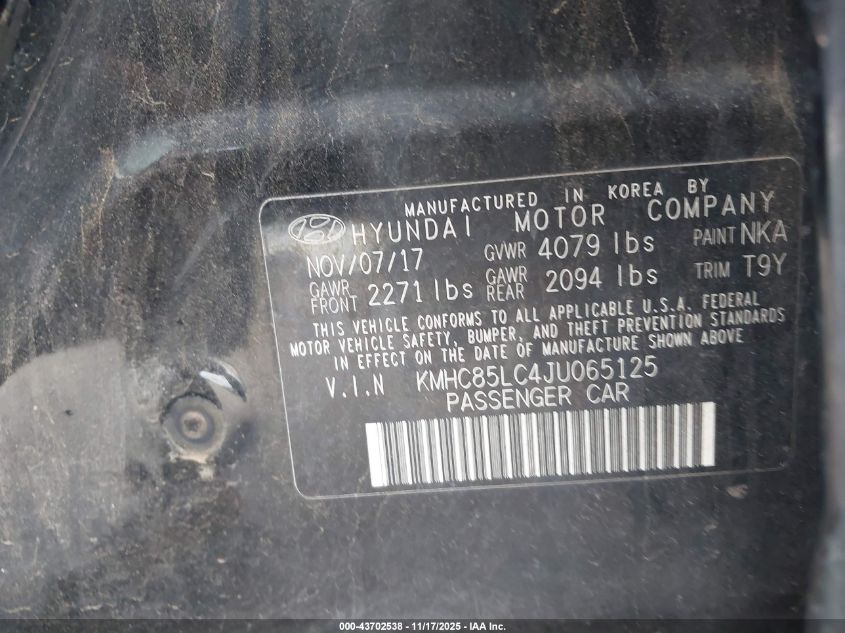 MANUFACTURED IN KOREA BY
HYUNDAI MOTOR COMPANY
NOV/07/17 GVWR 4079 lbs PAINT NKA
GAWR FRONT 2271 lbs GAWR REAR 2094 lbs TRIM T9Y
THIS VEHICLE CONFORMS TO ALL APPLICABLE U.S.A. FEDERAL
MOTOR VEHICLE SAFETY, BUMPER, AND THEFT PREVENTION STANDARDS
IN EFFECT ON THE DATE OF MANUFACTURE SHOWN ABOVE
V.I.N KMHC85LC4JU065125
PASSENGER CAR
000-43702538 - 11/17/2025 - IAA Inc.